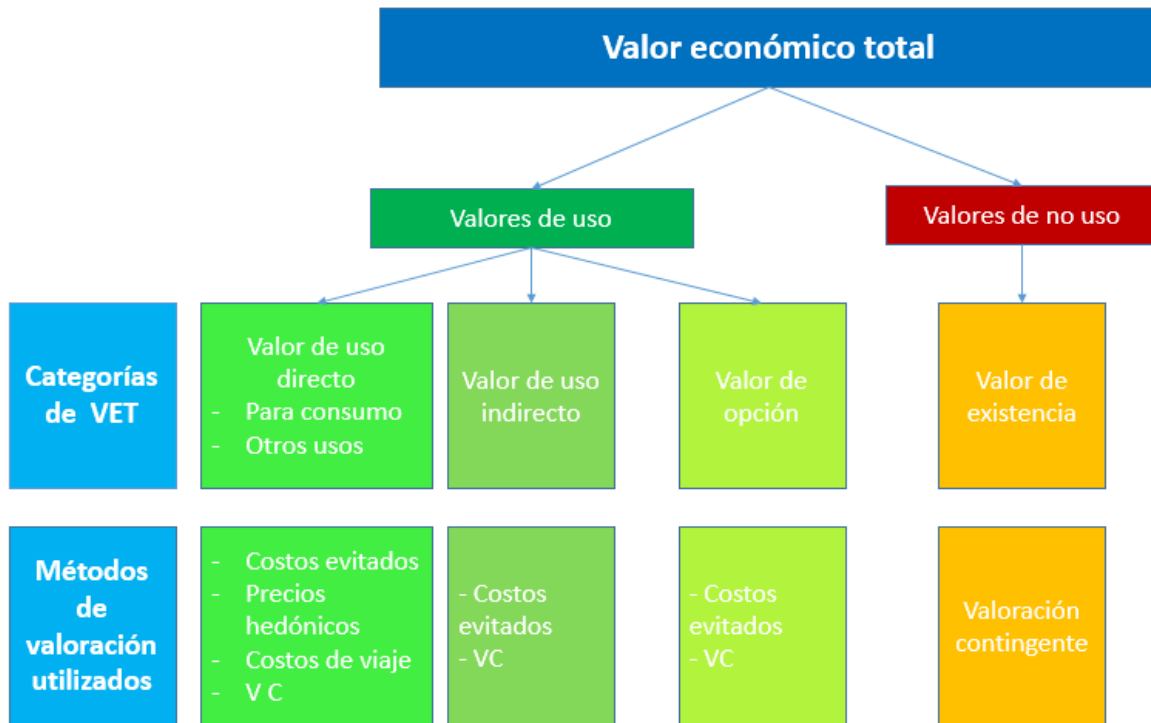 Valor económico total
Valores de uso
Valores de no uso
Categorías
de VET
Valor de uso
directo
- Para consumo
- Otros usos
Valor de uso
indirecto
Valor de
opción
Valor de
existencia
Métodos
de
valoración
utilizados
- Costos evitados
- Precios
hedónicos
- Costos de viaje
- V C
- Costos
evitados
- VC
- Costos
evitados
- VC
Valoración
contingente